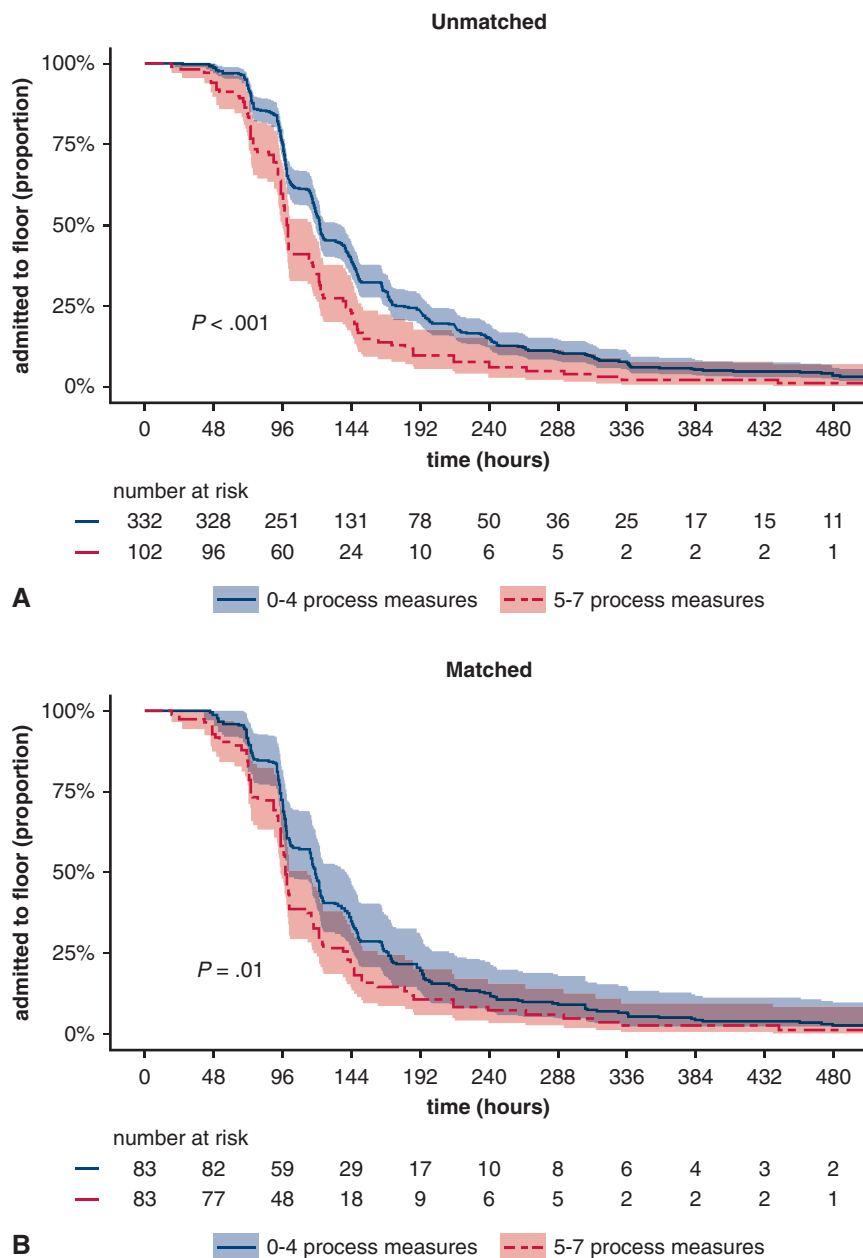 Unmatched
admitted to floor (proportion)
100%
75%
50%
25%
0%
P < .001
0 48 96 144 192 240 288 336 384 432 480
time (hours)
number at risk
332 328 251 131 78 50 36 25 17 15 11
102 96 60 24 10 6 5 2 2 2 1
A
0-4 process measures 5-7 process measures
Matched
admitted to floor (proportion)
100%
75%
50%
25%
0%
P = .01
0 48 96 144 192 240 288 336 384 432 480
time (hours)
number at risk
83 82 59 29 17 10 8 6 4 3 2
83 77 48 18 9 6 5 2 2 2 1
B
0-4 process measures 5-7 process measures